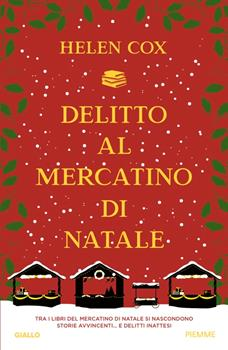 HELEN COX
DELITTO
AL
MERCATINO
DI
NATALE
TRA I LIBRI DEL MERCATINO DI NATALE SI NASCONDONO
STORIE AVVINCENTI... E DELITTI INATTESI
GIALLO
PIEMME